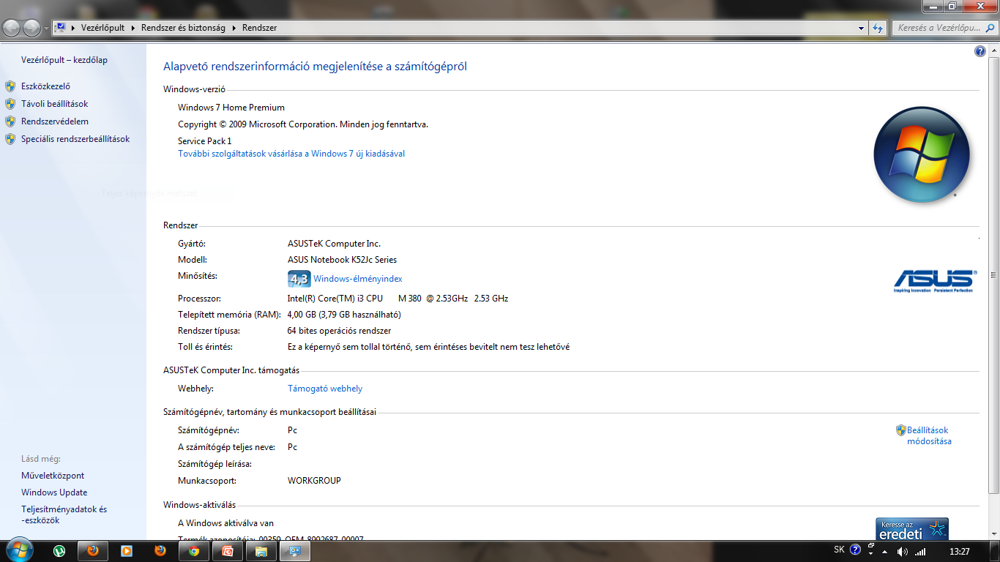 Vezérlőpult ▸ Rendszer és biztonság ▸ Rendszer
Keresés a Vezérlőpu...
Vezérlőpult – kezdőlap
Eszközkezelő
Távoli beállítások
Rendszervédelem
Speciális rendszerbeállítások
Lásd még:
Műveletközpont
Windows Update
Teljesítményadatok és
-eszközök
Alapvető rendszerinformáció megjelenítése a számítógépről
Windows-verzió
Windows 7 Home Premium
Copyright © 2009 Microsoft Corporation. Minden jog fenntartva.
Service Pack 1
További szolgáltatások vásárlása a Windows 7 új kiadásával
Rendszer
Gyártó: ASUSTeK Computer Inc.
Modell: ASUS Notebook K52Jc Series
Minősítés: 4,3 Windows-élményindex
Processzor: Intel(R) Core(TM) i3 CPU M 380 @ 2.53GHz 2.53 GHz
Telepített memória (RAM): 4,00 GB (3,79 GB használható)
Rendszer típusa: 64 bites operációs rendszer
Toll és érintés: Ez a képernyő sem tollal történő, sem érintéses bevitelt nem tesz lehetővé
ASUS
Inspiring Innovation Persistent Perfection
ASUSTeK Computer Inc. támogatás
Webhely: Támogató webhely
Számítógépnév, tartomány és munkacsoport beállításai
Számítógépnév: Pc
A számítógép teljes neve: Pc
Számítógép leírása:
Munkacsoport: WORKGROUP
Beállítások
módosítása
Windows-aktiválás
A Windows aktiválva van
Termék azonosítója: 00359-OEM-8992687-00007
Keresse az
eredeti
SK
13:27